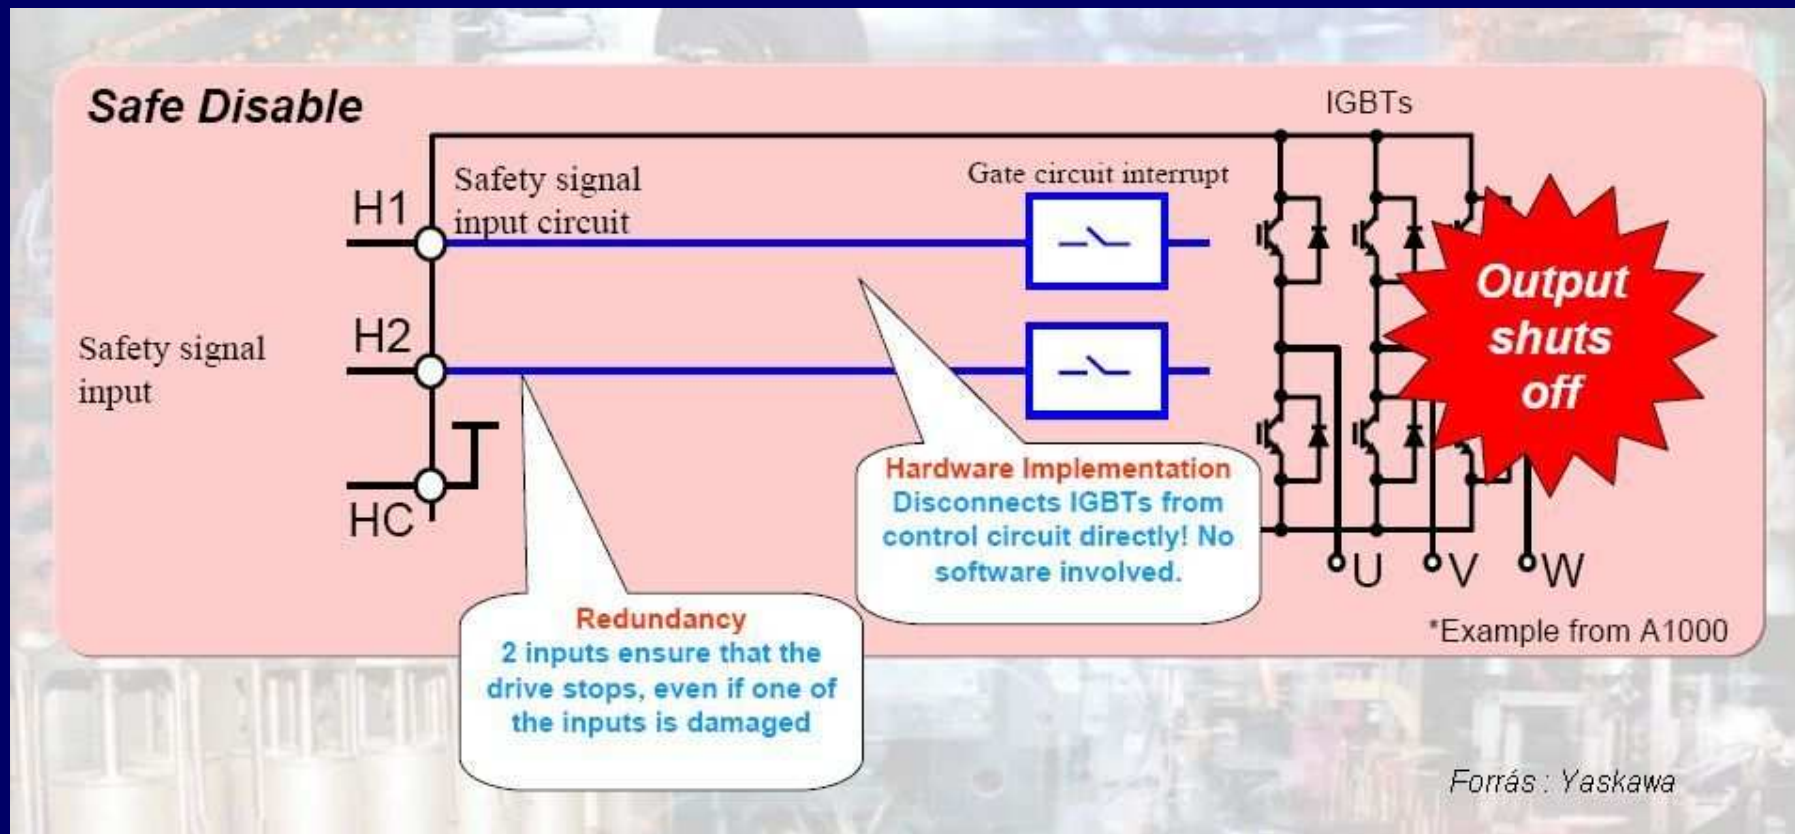 Safe Disable
IGBTs
Safety signal
input circuit
Gate circuit interrupt
H1
H2
Safety signal
input
HC
Output
shuts
off
Hardware Implementation
Disconnects IGBTs from
control circuit directly! No
software involved.
U
V
W
Redundancy
2 inputs ensure that the
drive stops, even if one of
the inputs is damaged
*Example from A1000
Forrás : Yaskawa